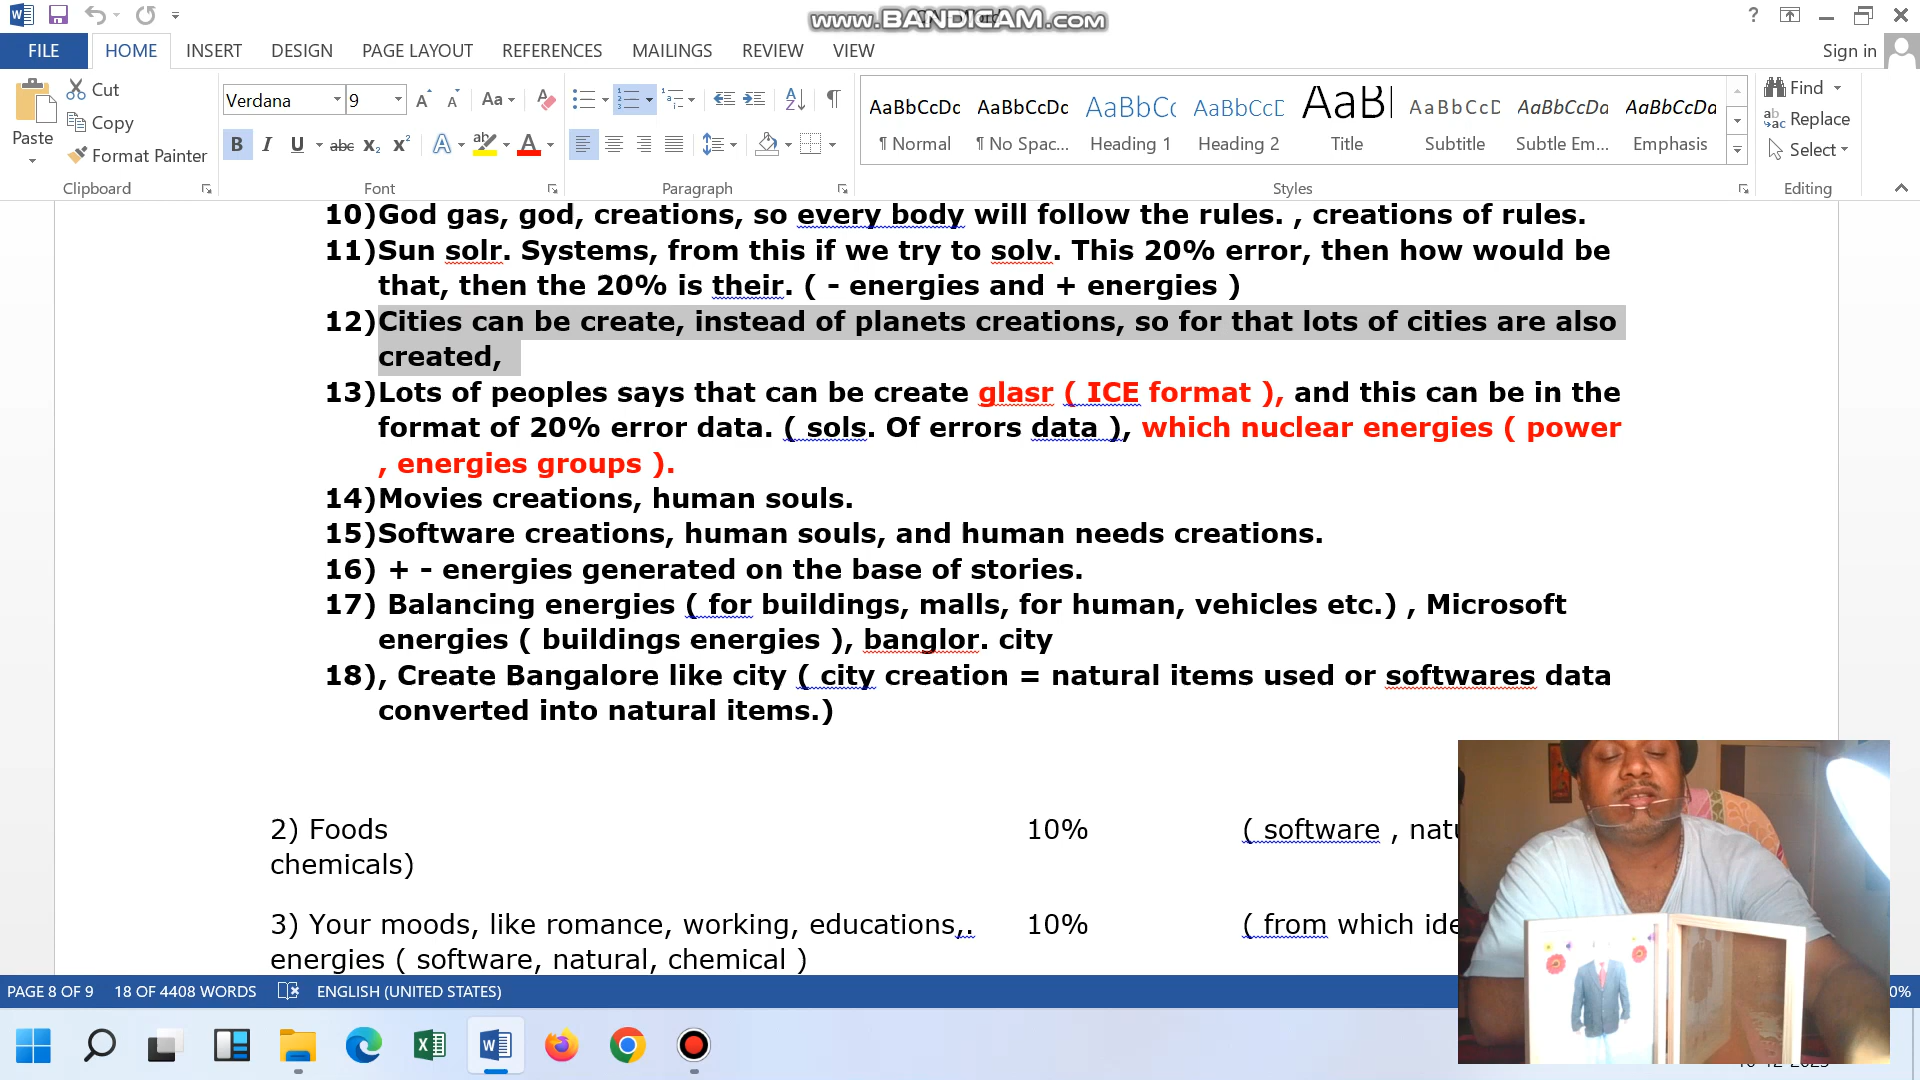 www.BANDICAM.com
FILE HOME INSERT DESIGN PAGE LAYOUT REFERENCES MAILINGS REVIEW VIEW Sign in
Paste Cut Copy Format Painter Clipboard
Verdana 9 Font
Paragraph
AaBbCcDc AaBbCcDc AaBbC AaBbCcD AaB AaBbCcD AaBbCcDa AaBbCcDa
¶ Normal ¶ No Spac... Heading 1 Heading 2 Title Subtitle Subtle Em... Emphasis
Styles
Find Replace Select Editing
10)God gas, god, creations, so every body will follow the rules. , creations of rules.
11)Sun solr. Systems, from this if we try to solv. This 20% error, then how would be
that, then the 20% is their. ( - energies and + energies )
12)Cities can be create, instead of planets creations, so for that lots of cities are also
created,
13)Lots of peoples says that can be create glasr ( ICE format ), and this can be in the
format of 20% error data. ( sols. Of errors data ), which nuclear energies ( power
, energies groups ).
14)Movies creations, human souls.
15)Software creations, human souls, and human needs creations.
16) + - energies generated on the base of stories.
17) Balancing energies ( for buildings, malls, for human, vehicles etc.) , Microsoft
energies ( buildings energies ), banglor. city
18), Create Bangalore like city ( city creation = natural items used or softwares data
converted into natural items.)
2) Foods 10% ( software , natu
chemicals)
3) Your moods, like romance, working, educations,. 10% ( from which ide
energies ( software, natural, chemical )
PAGE 8 OF 9 18 OF 4408 WORDS ENGLISH (UNITED STATES) 0%